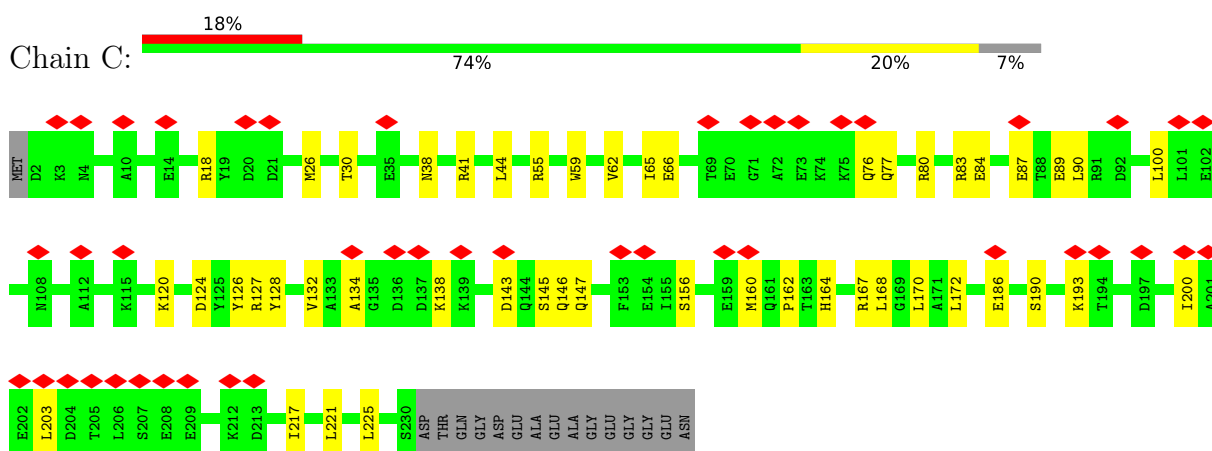 18%
Chain C:
74% 20% 7%
MET D2 K3 N4 A10 E14 R18 Y19 D20 D21 M26 T30 E35 N38 R41 L44 R55 W59 V62 I65 E66 T69 E70 G71 A72 E73 K74 K75 Q76 Q77 R80 R83 E84 E87 T88 E89 L90 R91 D92 L100 L101 E102
N108 A112 K115 K120 D124 Y125 Y126 R127 Y128 V132 A133 A134 G135 D136 D137 K138 K139 D143 Q144 S145 Q146 Q147 F153 E154 I155 S156 E159 M160 Q161 P162 T163 H164 R167 L168 G169 L170 A171 L172 E186 S190 K193 T194 D197 I200 A201
E202 L203 D204 T205 L206 S207 E208 E209 K212 D213 I217 L221 L225 S230 ASP THR GLN GLY ASP GLU ALA GLU ALA GLY GLU GLY GLY GLU ASN